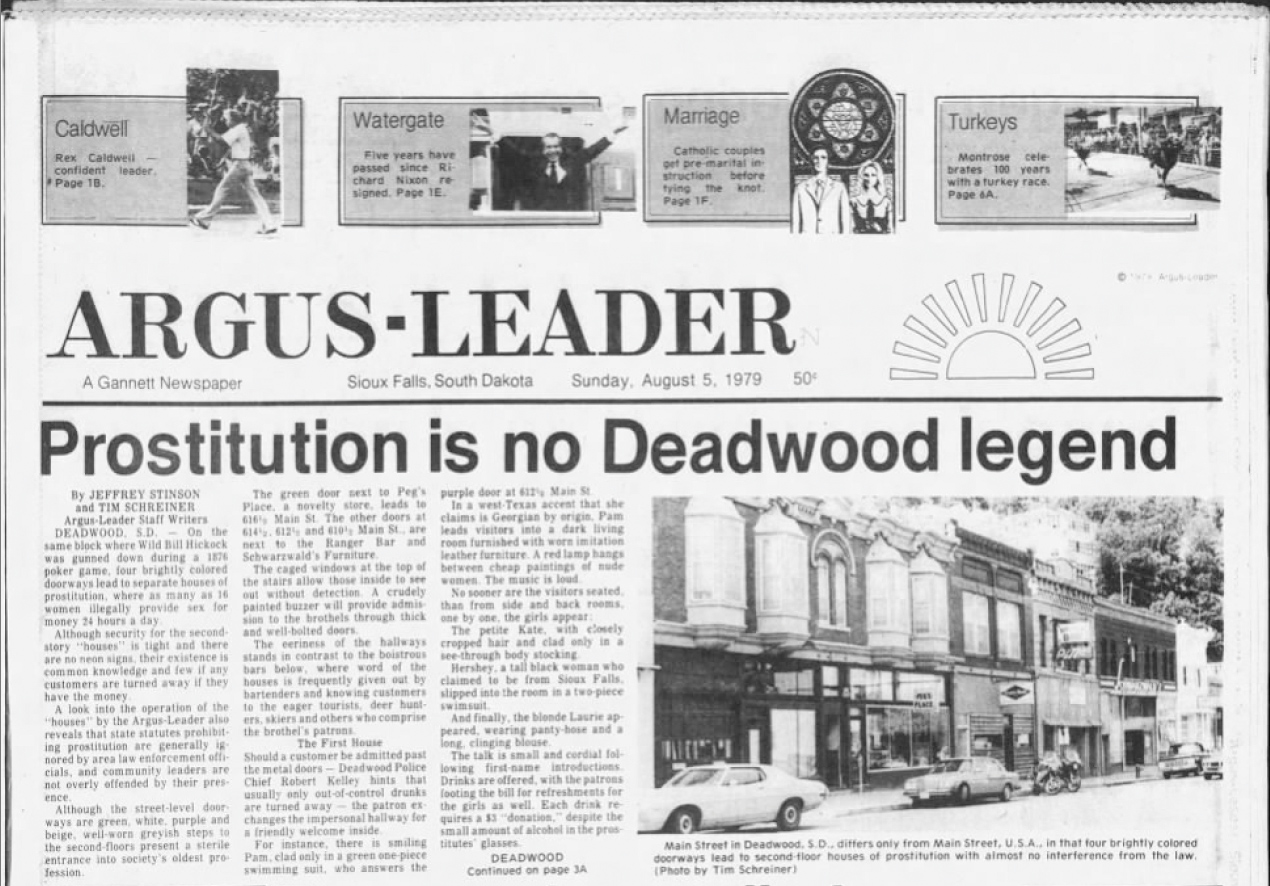 Caldwell
Rex Caldwell —
confident leader.
Page 1B.
Watergate
Five years have
passed since Ri-
chard Nixon re-
signed. Page 1E.
Marriage
Catholic couples
get pre-marital in-
struction before
tying the knot.
Page 1F.
Turkeys
Montrose cele-
brates 100 years
with a turkey race.
Page 6A.
Argus-Leader
ARGUS-LEADER
A Gannett Newspaper
Sioux Falls, South Dakota
Sunday, August 5, 1979
50¢
Prostitution is no Deadwood legend
By JEFFREY STINSON
and TIM SCHREINER
Argus-Leader Staff Writers
DEADWOOD, S.D. — On the
same block where Wild Bill Hickock
was gunned down during a 1876
poker game, four brightly colored
doorways lead to separate houses of
prostitution, where as many as 16
women illegally provide sex for
money 24 hours a day.
Although security for the second-
story "houses" is tight and there
are no neon signs, their existence is
common knowledge and few if any
customers are turned away if they
have the money.
A look into the operation of the
"houses" by the Argus-Leader also
reveals that state statutes prohibit-
ing prostitution are generally ig-
nored by area law enforcement offi-
cials, and community leaders are
not overly offended by their pres-
ence.
Although the street-level door-
ways are green, white, purple and
beige, well-worn greyish steps to
the second-floors present a sterile
entrance into society's oldest pro-
fession.
The green door next to Peg's
Place, a novelty store, leads to
616½ Main St. The other doors at
614½, 612½ and 610½ Main St., are
next to the Ranger Bar and
Schwarzwald's Furniture.
The caged windows at the top of
the stairs allow those inside to see
out without detection. A crudely
painted buzzer will provide admis-
sion to the brothels through thick
and well-bolted doors.
The eeriness of the hallways
stands in contrast to the boistrous
bars below, where word of the
houses is frequently given out by
bartenders and knowing customers
to the eager tourists, deer hunt-
ers, skiers and others who comprise
the brothel's patrons.
The First House
Should a customer be admitted past
the metal doors — Deadwood Police
Chief Robert Kelley hints that
usually only out-of-control drunks
are turned away — the patron ex-
changes the impersonal hallway for
a friendly welcome inside.
For instance, there is smiling
Pam, clad only in a green one-piece
swimming suit, who answers the
purple door at 612½ Main St.
In a west-Texas accent that she
claims is Georgian by origin, Pam
leads visitors into a dark living
room furnished with worn imitation
leather furniture. A red lamp hangs
between cheap paintings of nude
women. The music is loud.
No sooner are the visitors seated,
than from side and back rooms,
one by one, the girls appear:
The petite Kate, with closely
cropped hair and clad only in a
see-through body stocking.
Hershey, a tall black woman who
claimed to be from Sioux Falls,
slipped into the room in a two-piece
swimsuit.
And finally, the blonde Laurie ap-
peared, wearing panty-hose and a
long, clinging blouse.
The talk is small and cordial fol-
lowing first-name introductions.
Drinks are offered, with the patrons
footing the bill for refreshments for
the girls as well. Each drink re-
quires a $3 "donation," despite the
small amount of alcohol in the pros-
titutes' glasses.
DEADWOOD
Continued on page 3A
PEG'S
PLACE
Main Street in Deadwood, S.D., differs only from Main Street, U.S.A., in that four brightly colored
doorways lead to second-floor houses of prostitution with almost no interference from the law.
(Photo by Tim Schreiner)